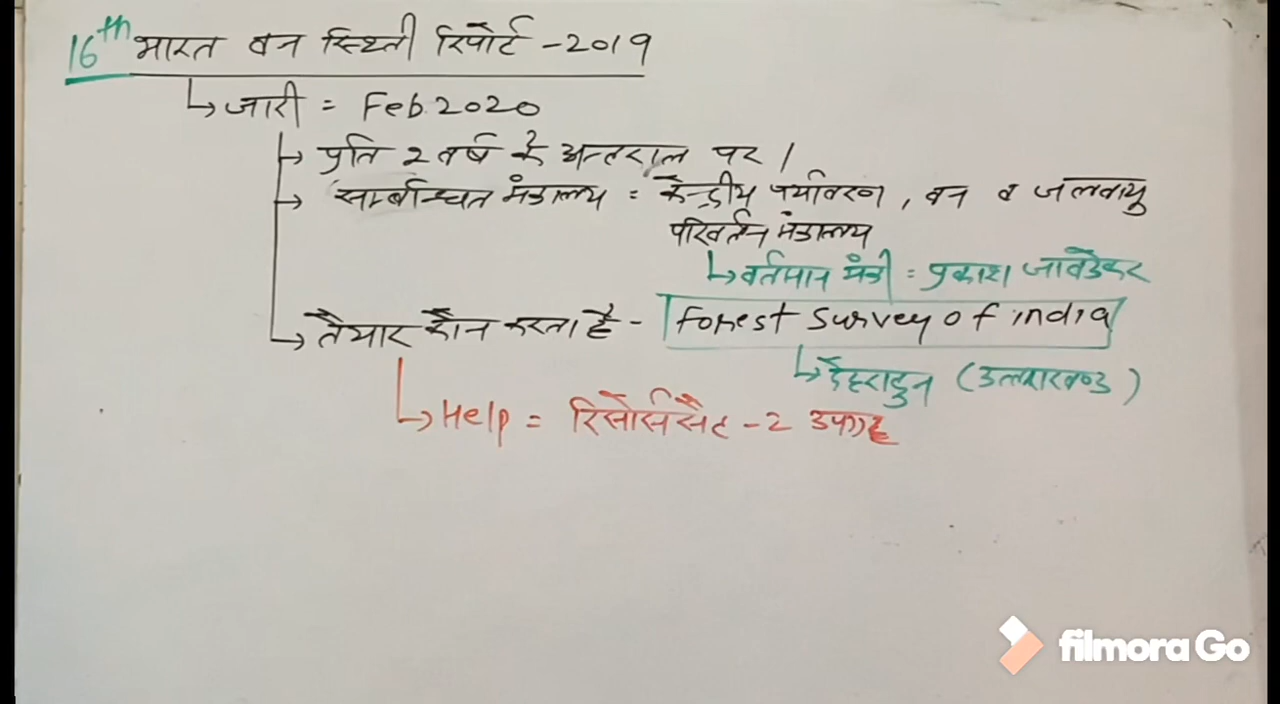 16th भारत वन स्थिती रिपोर्ट -2019
↳ जारी = Feb.2020
→ प्रति 2 वर्ष के अन्तराल पर।
→ सम्बन्धित मंत्रालय = केन्द्रीय पर्यावरण, वन व जलवायु
परिवर्तन मंत्रालय
↳ वर्तमान मंत्री = प्रकाश जावडेकर
↳ तैयार कौन करता है - Forest Survey of india
↳ देहरादुन (उत्तराखण्ड)
↳ Help = रिसोर्ससैट -2 उपग्रह
filmora Go